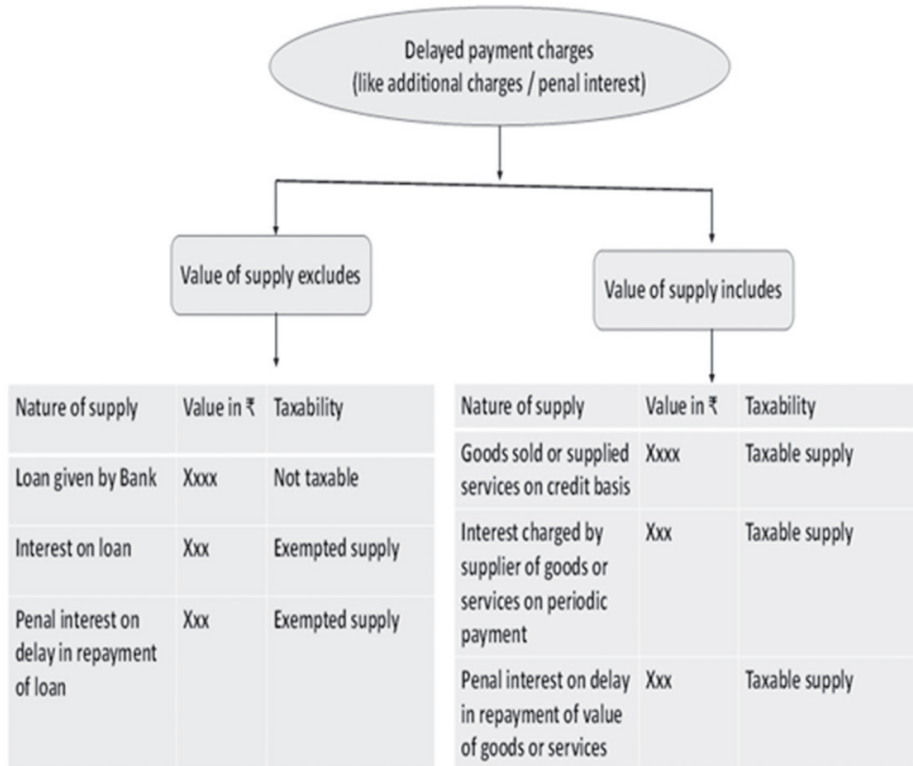 Delayed payment charges
(like additional charges / penal interest)
Value of supply excludes
Value of supply includes
Nature of supply Value in ₹ Taxability
Loan given by Bank Xxxx Not taxable
Interest on loan Xxx Exempted supply
Penal interest on Xxx Exempted supply
delay in repayment
of loan
Nature of supply Value in ₹ Taxability
Goods sold or supplied Xxxx Taxable supply
services on credit basis
Interest charged by Xxx Taxable supply
supplier of goods or
services on periodic
payment
Penal interest on delay Xxx Taxable supply
in repayment of value
of goods or services